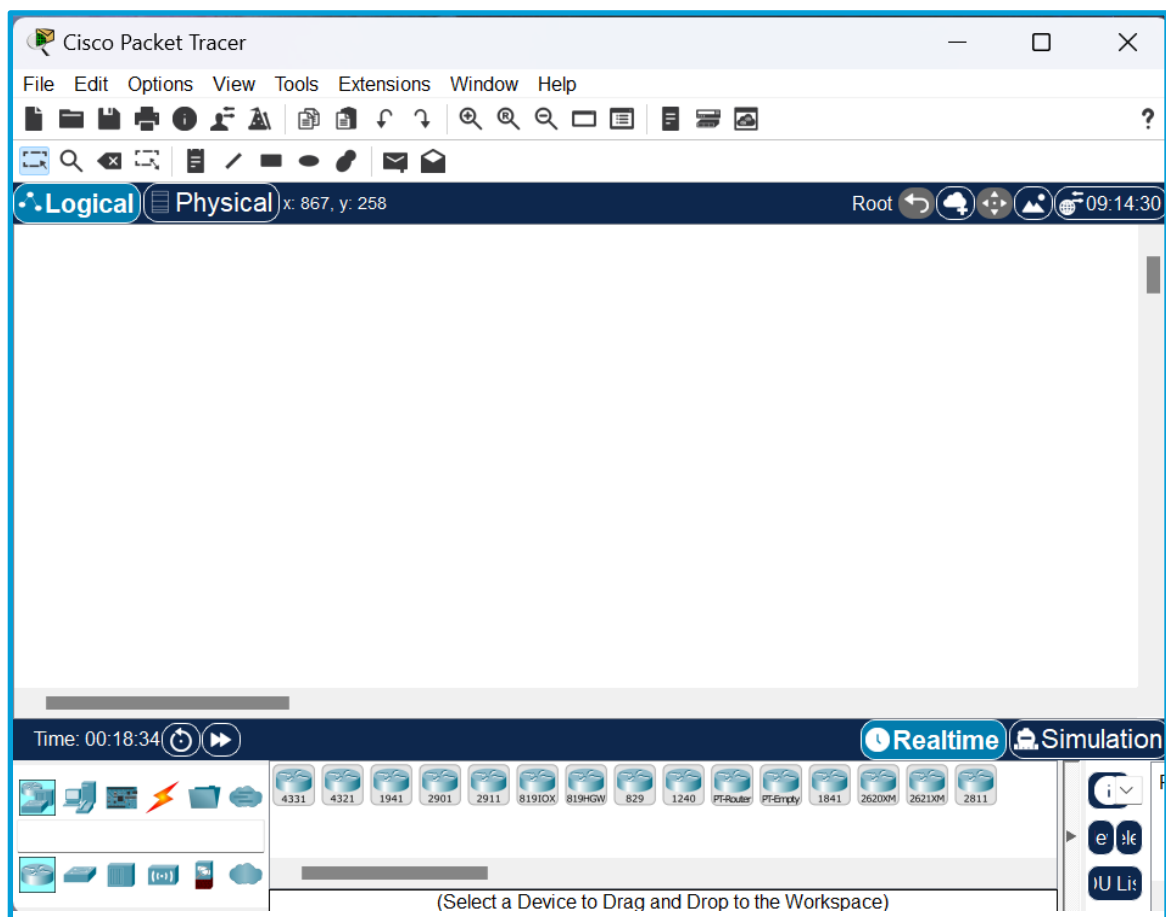 Cisco Packet Tracer
File Edit Options View Tools Extensions Window Help
?
Logical Physical x: 867, y: 258 Root 09:14:30
Time: 00:18:34 Realtime Simulation
4331 4321 1941 2901 2911 819IOX 819HGW 829 1240 PT-Router PT-Empty 1841 2620XM 2621XM 2811
(Select a Device to Drag and Drop to the Workspace)